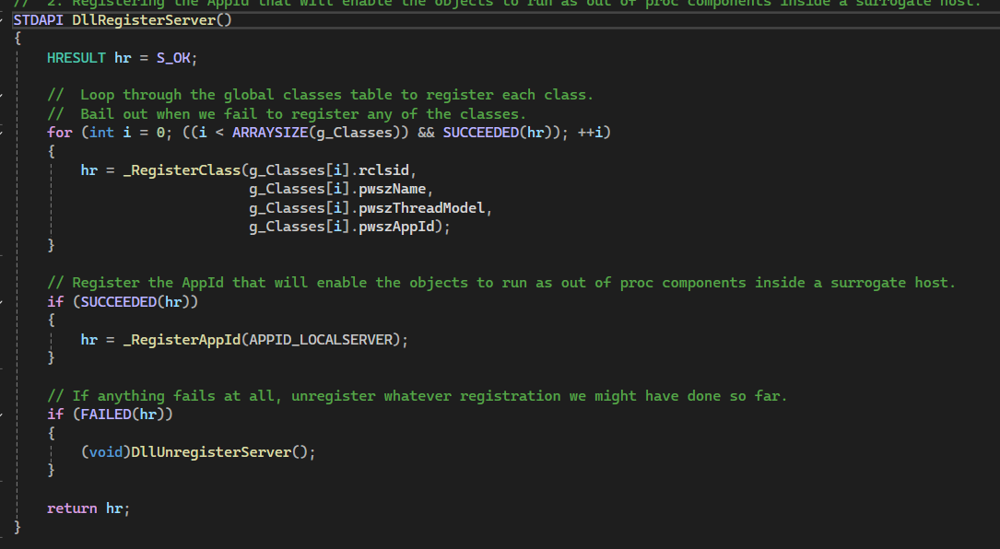 //  2. Registering the AppId that will enable the objects to run as out of proc components inside a surrogate host.
STDAPI DllRegisterServer()
{
    HRESULT hr = S_OK;

    //  Loop through the global classes table to register each class.
    //  Bail out when we fail to register any of the classes.
    for (int i = 0; ((i < ARRAYSIZE(g_Classes)) && SUCCEEDED(hr)); ++i)
    {
        hr = _RegisterClass(g_Classes[i].rclsid,
                            g_Classes[i].pwszName,
                            g_Classes[i].pwszThreadModel,
                            g_Classes[i].pwszAppId);
    }

    // Register the AppId that will enable the objects to run as out of proc components inside a surrogate host.
    if (SUCCEEDED(hr))
    {
        hr = _RegisterAppId(APPID_LOCALSERVER);
    }

    // If anything fails at all, unregister whatever registration we might have done so far.
    if (FAILED(hr))
    {
        (void)DllUnregisterServer();
    }

    return hr;
}